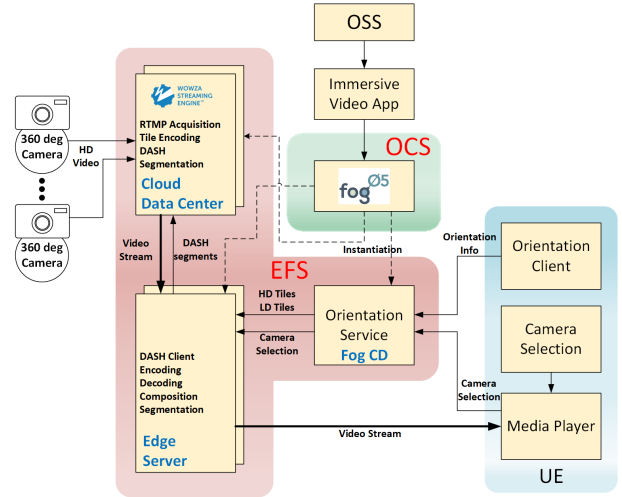 OSS
WOWZA
STREAMING
ENGINE™
Immersive
Video App
360 deg
Camera
HD
Video
RTMP Acquisition
Tile Encoding
DASH
Segmentation
Cloud
Data Center
OCS
fogØ5
360 deg
Camera
Video
Stream
DASH
segments
EFS
Instantiation
Orientation
Info
Orientation
Client
HD Tiles
LD Tiles
Camera
Selection
Orientation
Service
Fog CD
Camera
Selection
DASH Client
Encoding
Decoding
Composition
Segmentation
Edge
Server
Camera
Selection
Media Player
Video Stream
UE